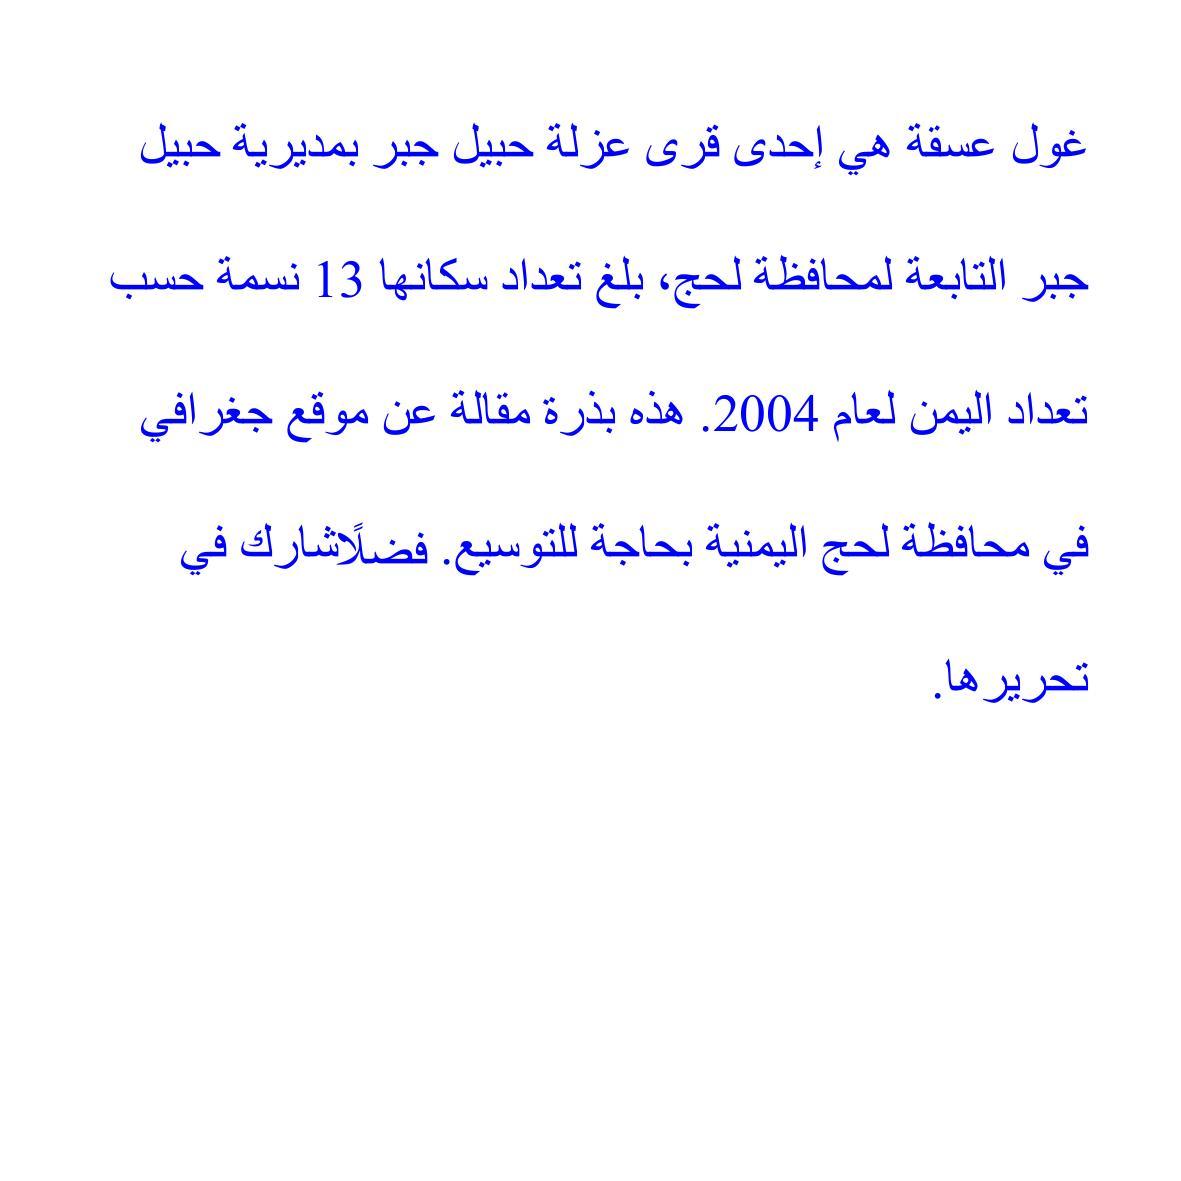 غول عسقة هي إحدى قرى عزلة حبيل جبر بمديرية حبيل
جبر التابعة لمحافظة لحج، بلغ تعداد سكانها 13 نسمة حسب
تعداد اليمن لعام 2004. هذه بذرة مقالة عن موقع جغرافي
في محافظة لحج اليمنية بحاجة للتوسيع. فضلًاشارك في
تحريرها.